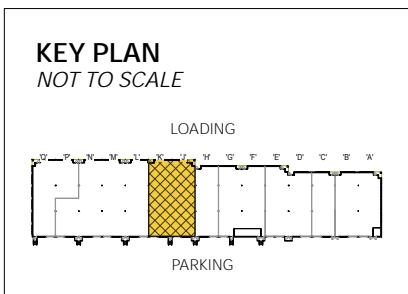 KEY PLAN
NOT TO SCALE
LOADING
'Q' 'P' 'N' 'M' 'L' 'K' 'J' 'H' 'G' 'F' 'E' 'D' 'C' 'B' 'A'
PARKING